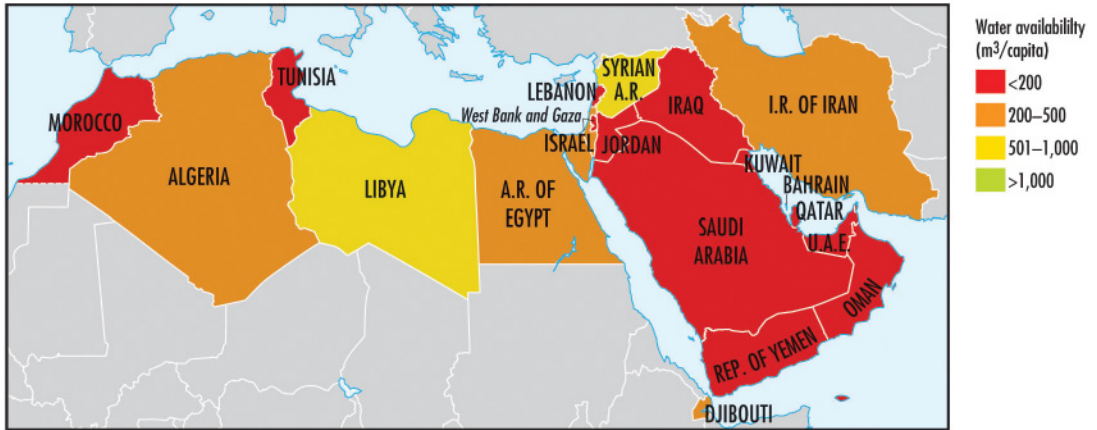 Water availabililty
(m3/capita)
<200
200–500
501–1,000
>1,000
TUNISIA
MOROCCO
ALGERIA
LIBYA
A.R. OF
EGYPT
SYRIAN
A.R.
LEBANON
West Bank and Gaza
ISRAEL
JORDAN
IRAQ
I.R. OF IRAN
KUWAIT
BAHRAIN
QATAR
U.A.E.
SAUDI
ARABIA
OMAN
REP. OF YEMEN
DJIBOUTI